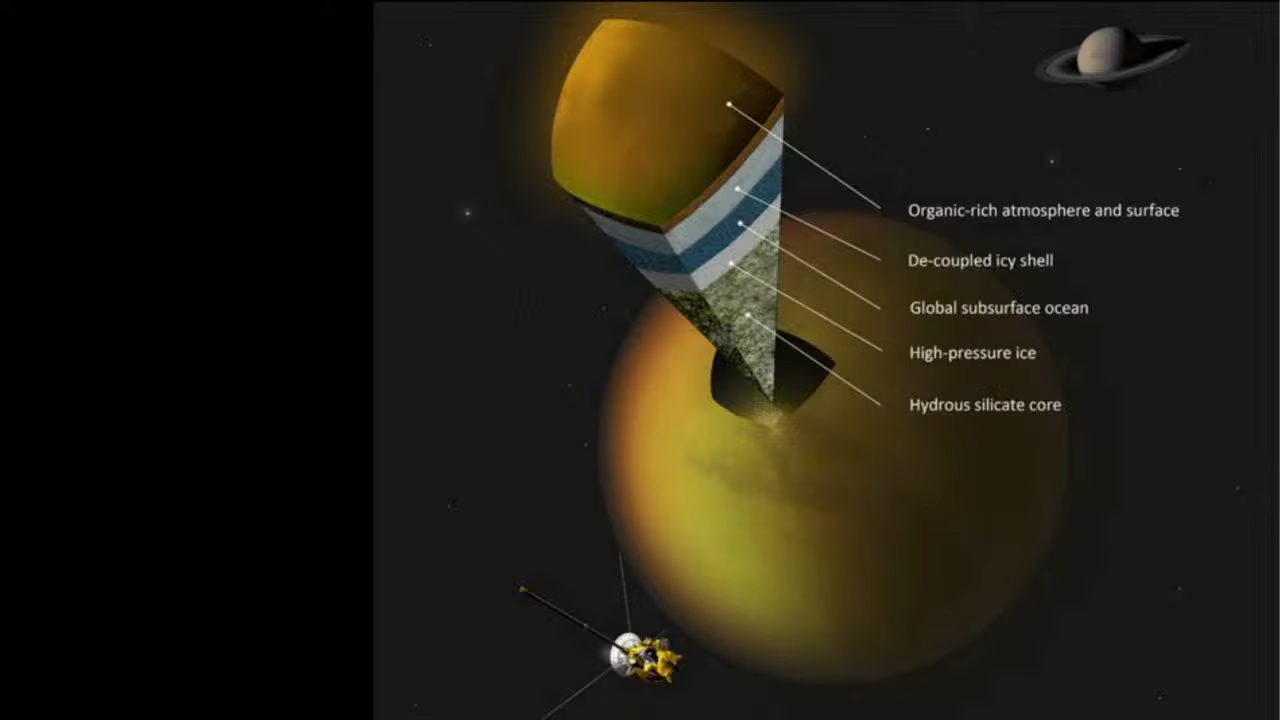 Organic-rich atmosphere and surface
De-coupled icy shell
Global subsurface ocean
High-pressure ice
Hydrous silicate core